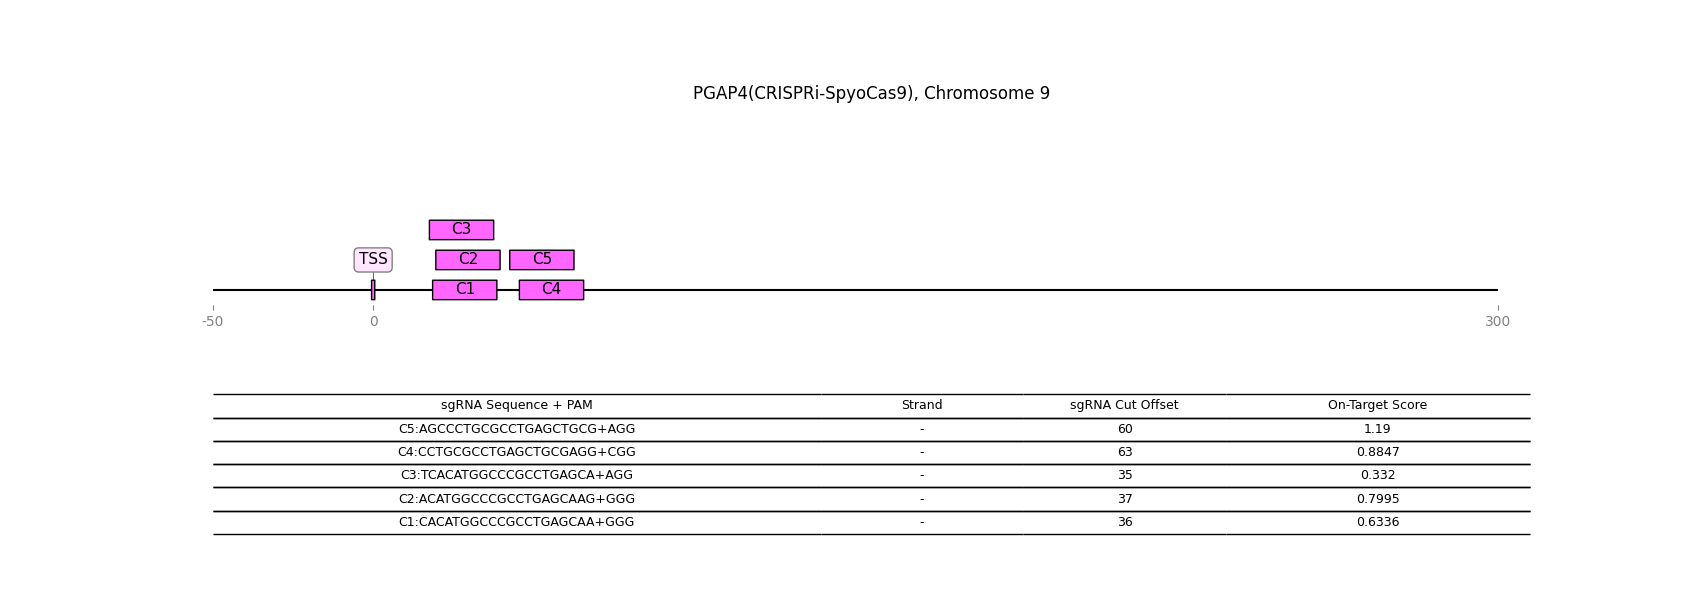 PGAP4(CRISPRi-SpyoCas9), Chromosome 9
C3
TSS C2 C5
C1 C4
-50 0 300
sgRNA Sequence + PAM Strand sgRNA Cut Offset On-Target Score
C5:AGCCCTGCGCCTGAGCTGCG+AGG - 60 1.19
C4:CCTGCGCCTGAGCTGCGAGG+CGG - 63 0.8847
C3:TCACATGGCCCGCCTGAGCA+AGG - 35 0.332
C2:ACATGGCCCGCCTGAGCAAG+GGG - 37 0.7995
C1:CACATGGCCCGCCTGAGCAA+GGG - 36 0.6336